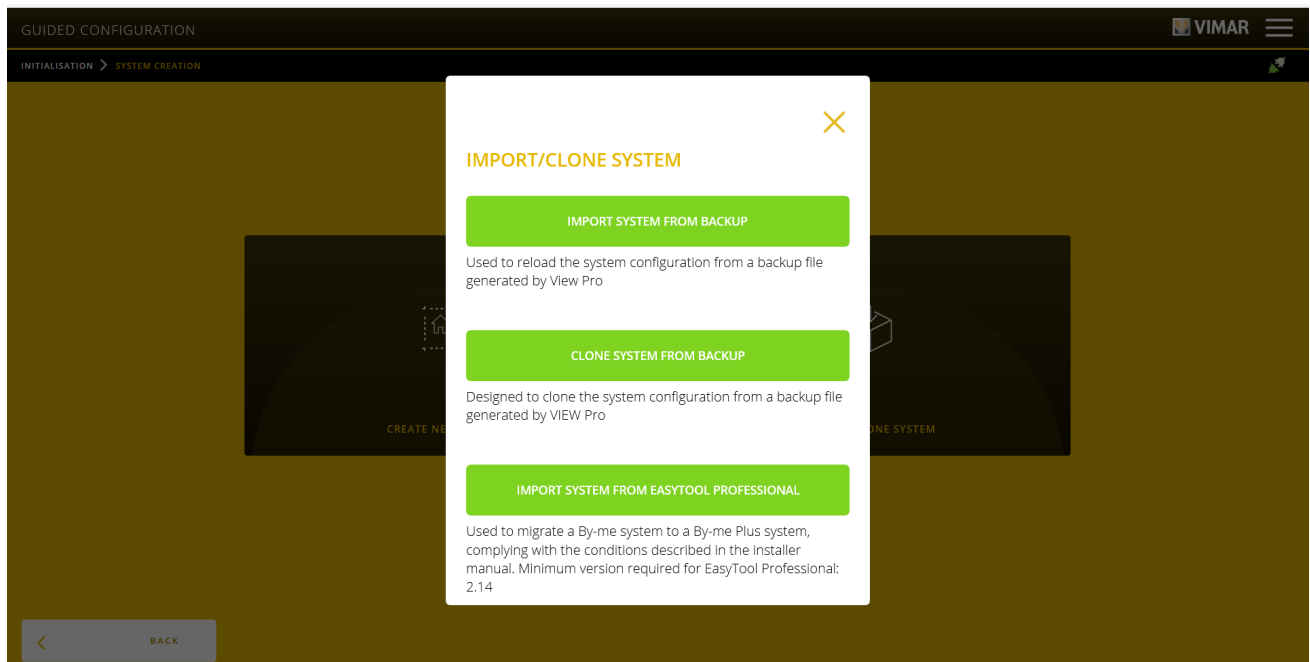 GUIDED CONFIGURATION
VIMAR
INITIALISATION > SYSTEM CREATION
IMPORT/CLONE SYSTEM
IMPORT SYSTEM FROM BACKUP
Used to reload the system configuration from a backup file
generated by View Pro
CLONE SYSTEM FROM BACKUP
Designed to clone the system configuration from a backup file
generated by VIEW Pro
CREATE
SYSTEM
IMPORT SYSTEM FROM EASYTOOL PROFESSIONAL
Used to migrate a By-me system to a By-me Plus system,
complying with the conditions described in the installer
manual. Minimum version required for EasyTool Professional:
2.14
BACK